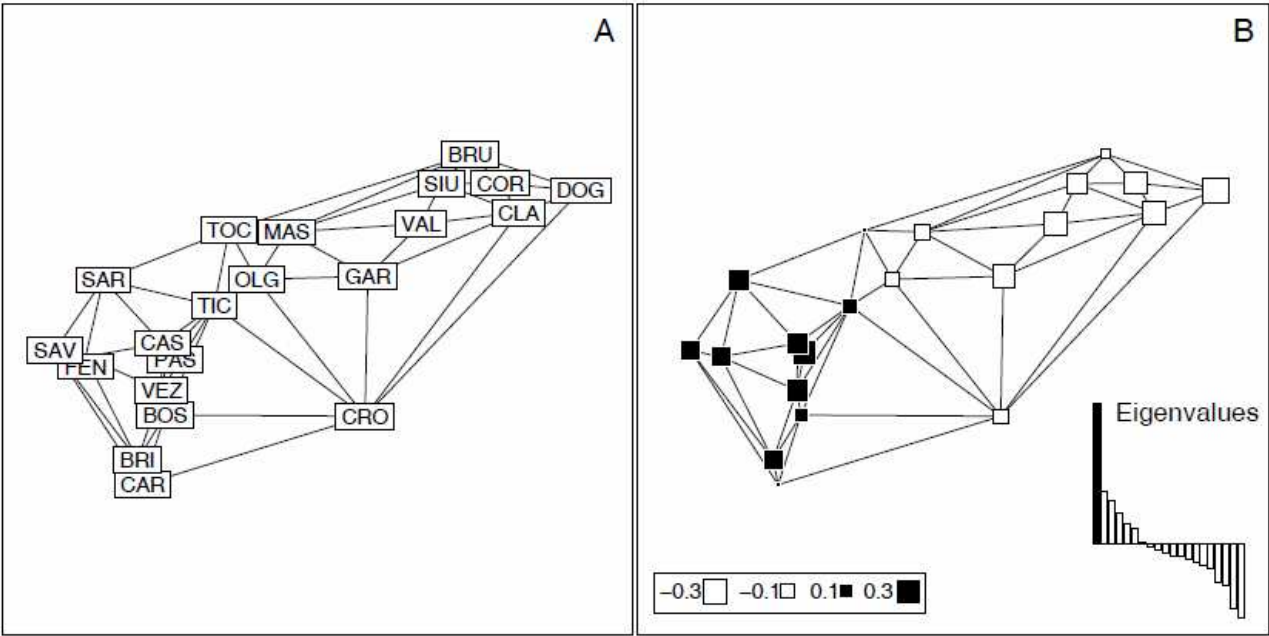 A
B
BRU
SIU
COR
DOG
CLA
VAL
TOC
MAS
OLG
GAR
SAR
TIC
CAS
SAV
FEN
PAS
VEZ
BOS
CRO
BRI
CAR
Eigenvalues
−0.3 −0.1 0.1 0.3